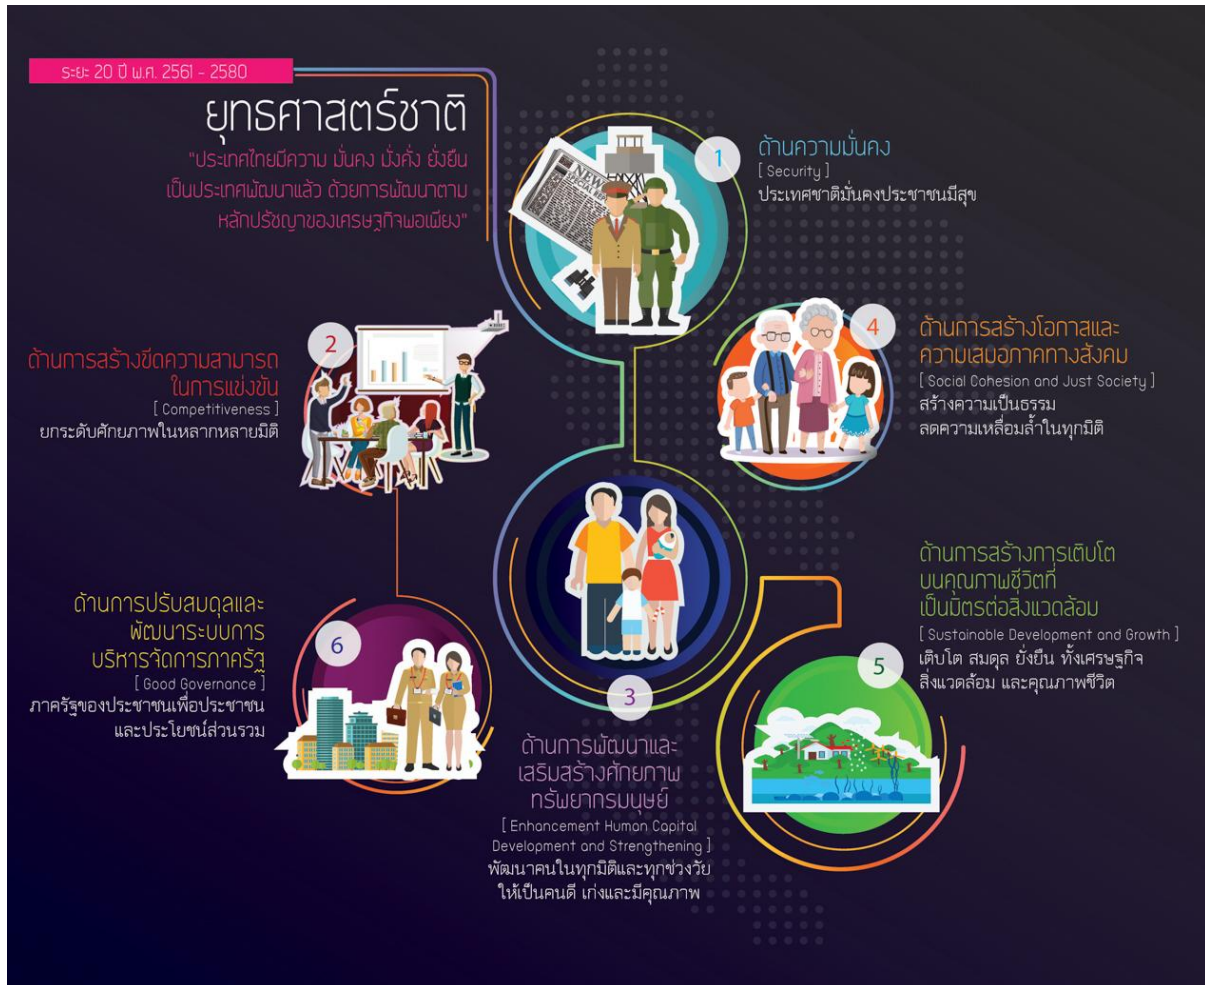 ระยะ 20 ปี พ.ศ. 2561 - 2580
ยุทธศาสตร์ชาติ
"ประเทศไทยมีความ มั่นคง มั่งคั่ง ยั่งยืน
เป็นประเทศพัฒนาแล้ว ด้วยการพัฒนาตาม
หลักปรัชญาของเศรษฐกิจพอเพียง"
NEWS
1
ด้านความมั่นคง
[ Security ]
ประเทศชาติมั่นคงประชาชนมีสุข
2
ด้านการสร้างขีดความสามารถ
ในการแข่งขัน
[ Competitiveness ]
ยกระดับศักยภาพในหลากหลายมิติ
3
ด้านการพัฒนาและ
เสริมสร้างศักยภาพ
ทรัพยากรมนุษย์
[ Enhancement Human Capital
Development and Strengthening ]
พัฒนาคนในทุกมิติและทุกช่วงวัย
ให้เป็นคนดี เก่งและมีคุณภาพ
4
ด้านการสร้างโอกาสและ
ความเสมอภาคทางสังคม
[ Social Cohesion and Just Society ]
สร้างความเป็นธรรม
ลดความเหลื่อมล้ำในทุกมิติ
5
ด้านการสร้างการเติบโต
บนคุณภาพชีวิตที่
เป็นมิตรต่อสิ่งแวดล้อม
[ Sustainable Development and Growth ]
เติบโต สมดุล ยั่งยืน ทั้งเศรษฐกิจ
สิ่งแวดล้อม และคุณภาพชีวิต
6
ด้านการปรับสมดุลและ
พัฒนาระบบการ
บริหารจัดการภาครัฐ
[ Good Governance ]
ภาครัฐของประชาชนเพื่อประชาชน
และประโยชน์ส่วนรวม